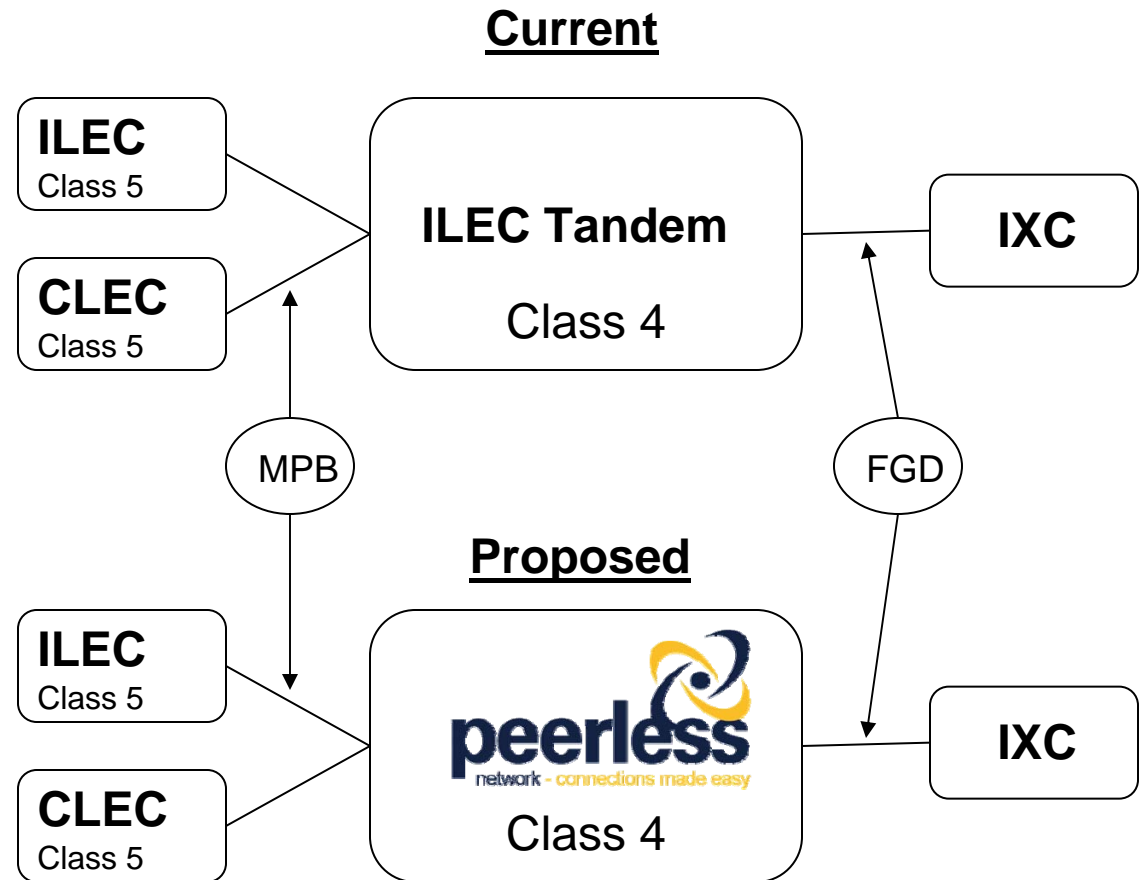 Current
ILEC
Class 5
ILEC Tandem
Class 4
IXC
CLEC
Class 5
MPB
FGD
Proposed
ILEC
Class 5
peerless
network - connections made easy
Class 4
IXC
CLEC
Class 5